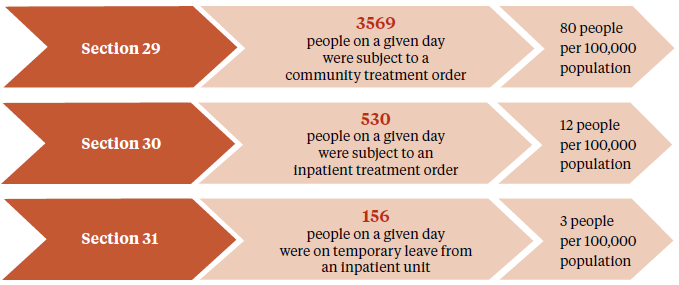 Section 29
3569
people on a given day
were subject to a
community treatment order
80 people
per 100,000
population
Section 30
530
people on a given day
were subject to an
inpatient treatment order
12 people
per 100,000
population
Section 31
156
people on a given day
were on temporary leave from
an inpatient unit
3 people
per 100,000
population